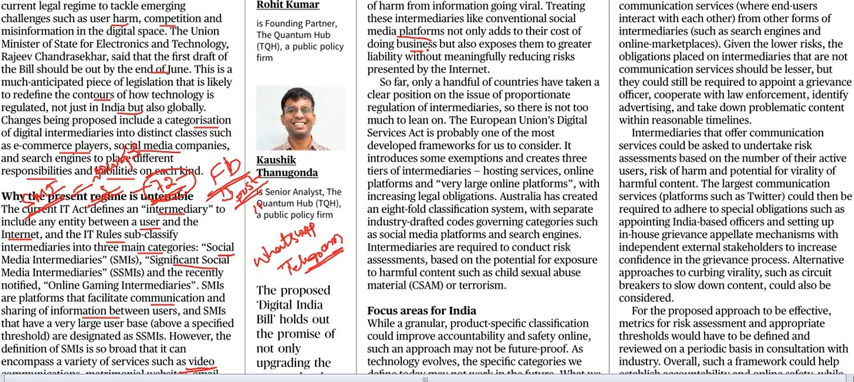 current legal regime to tackle emerging
challenges such as user harm, competition and
misinformation in the digital space. The Union
Minister of State for Electronics and Technology,
Rajeev Chandrasekhar, said that the first draft of
the Bill should be out by the end of June. This is a
much-anticipated piece of legislation that is likely
to redefine the contours of how technology is
regulated, not just in India but also globally.
Changes being proposed include a categorisation
of digital intermediaries into distinct classes such
as e-commerce players, social media companies,
and search engines to place different
responsibilities and liabilities on each kind.
Why the present regime is untenable
The current IT Act defines an “intermediary” to
include any entity between a user and the
Internet, and the IT Rules sub-classify
intermediaries into three main categories: “Social
Media Intermediaries” (SMIs), “Significant Social
Media Intermediaries” (SSMIs) and the recently
notified, “Online Gaming Intermediaries”. SMIs
are platforms that facilitate communication and
sharing of information between users, and SMIs
that have a very large user base (above a specified
threshold) are designated as SSMIs. However, the
definition of SMIs is so broad that it can
encompass a variety of services such as video
communications, matrimonial websites, email
Rohit Kumar
is Founding Partner,
The Quantum Hub
(TQH), a public policy
firm
Kaushik
Thanugonda
is Senior Analyst, The
Quantum Hub (TQH),
a public policy firm
72
FB
post
Whatsapp
Telegram
The proposed
‘Digital India
Bill’ holds out
the promise of
not only
upgrading the
of harm from information going viral. Treating
these intermediaries like conventional social
media platforms not only adds to their cost of
doing business but also exposes them to greater
liability without meaningfully reducing risks
presented by the Internet.
So far, only a handful of countries have taken a
clear position on the issue of proportionate
regulation of intermediaries, so there is not too
much to lean on. The European Union’s Digital
Services Act is probably one of the most
developed frameworks for us to consider. It
introduces some exemptions and creates three
tiers of intermediaries — hosting services, online
platforms and “very large online platforms”, with
increasing legal obligations. Australia has created
an eight-fold classification system, with separate
industry-drafted codes governing categories such
as social media platforms and search engines.
Intermediaries are required to conduct risk
assessments, based on the potential for exposure
to harmful content such as child sexual abuse
material (CSAM) or terrorism.
Focus areas for India
While a granular, product-specific classification
could improve accountability and safety online,
such an approach may not be future-proof. As
technology evolves, the specific categories we
define today may not work in the future. What we
communication services (where end-users
interact with each other) from other forms of
intermediaries (such as search engines and
online-marketplaces). Given the lower risks, the
obligations placed on intermediaries that are not
communication services should be lesser, but
they could still be required to appoint a grievance
officer, cooperate with law enforcement, identify
advertising, and take down problematic content
within reasonable timelines.
Intermediaries that offer communication
services could be asked to undertake risk
assessments based on the number of their active
users, risk of harm and potential for virality of
harmful content. The largest communication
services (platforms such as Twitter) could then be
required to adhere to special obligations such as
appointing India-based officers and setting up
in-house grievance appellate mechanisms with
independent external stakeholders to increase
confidence in the grievance process. Alternative
approaches to curbing virality, such as circuit
breakers to slow down content, could also be
considered.
For the proposed approach to be effective,
metrics for risk assessment and appropriate
thresholds would have to be defined and
reviewed on a periodic basis in consultation with
industry. Overall, such a framework could help
establish accountability and online safety, while